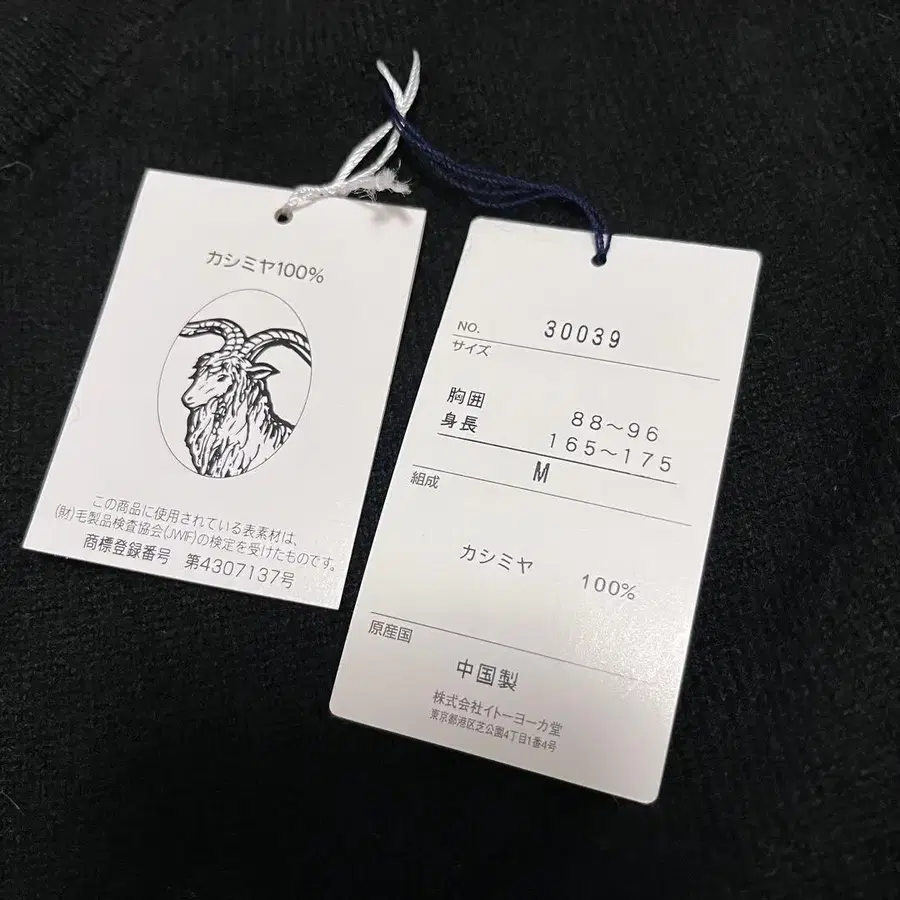 カシミヤ100%
この商品に使用されている表素材は、
(財)毛製品検査協会(JWIF)の検定を受けたものです。
商標登録番号 第4307137号
NO. 30039
サイズ
胸囲 88～96
身長 165～175
M
組成
カシミヤ 100%
原産国
中国製
株式会社イトーヨーカ堂
東京都港区芝公園4丁目1番4号